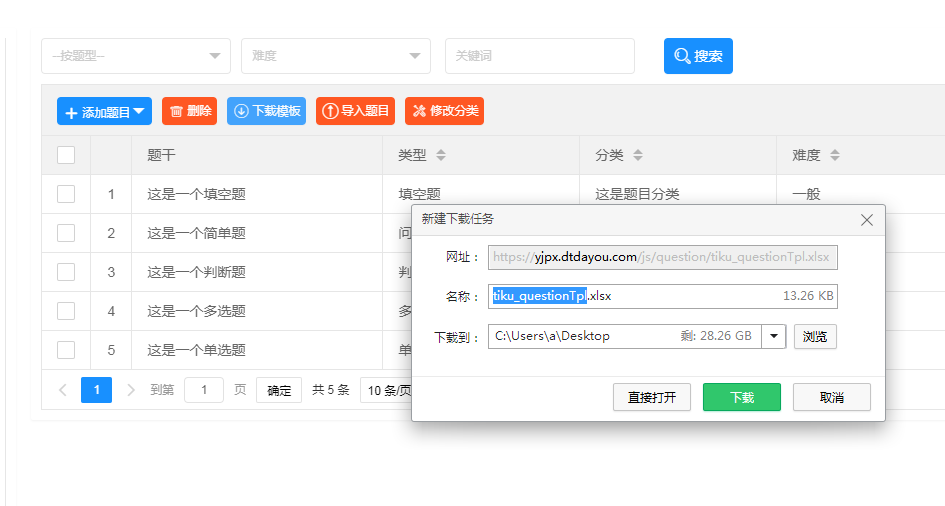 --按题型--
难度
关键词
搜索
添加题目
删除
下载模板
导入题目
修改分类
题干
类型
分类
难度
1
这是一个填空题
填空题
这是题目分类
一般
2
这是一个简单题
问
3
这是一个判断题
判
4
这是一个多选题
多
5
这是一个单选题
单
1
到第
1
页
确定
共 5 条
10 条/页
新建下载任务
网址：
https://yjpx.dtdayou.com/js/question/tiku_questionTpl.xlsx
名称：
tiku_questionTpl.xlsx
13.26 KB
下载到：
C:\Users\a\Desktop
剩: 28.26 GB
浏览
直接打开
下载
取消